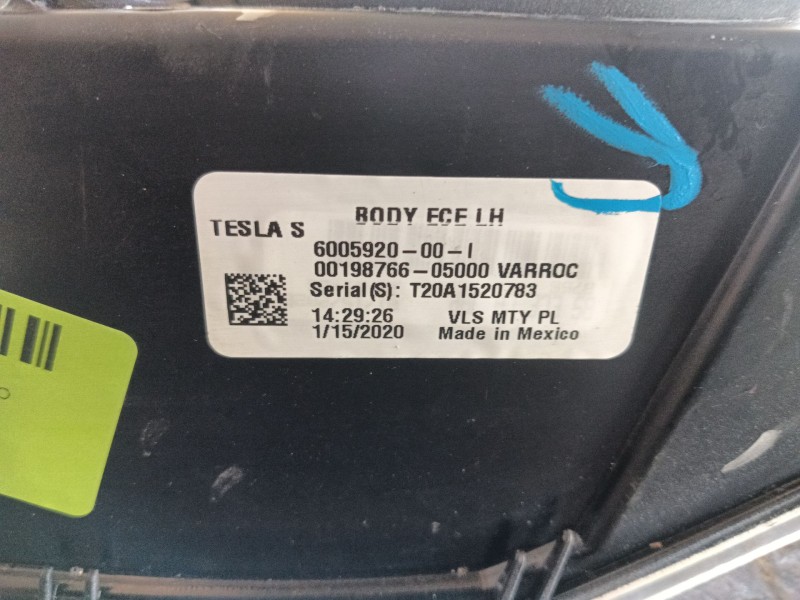 BODY ECE LH
TESLA S
6005920-00-I
00198766-05000 VARROC
Serial(S): T20A1520783
14:29:26 VLS MTY PL
1/15/2020 Made in Mexico